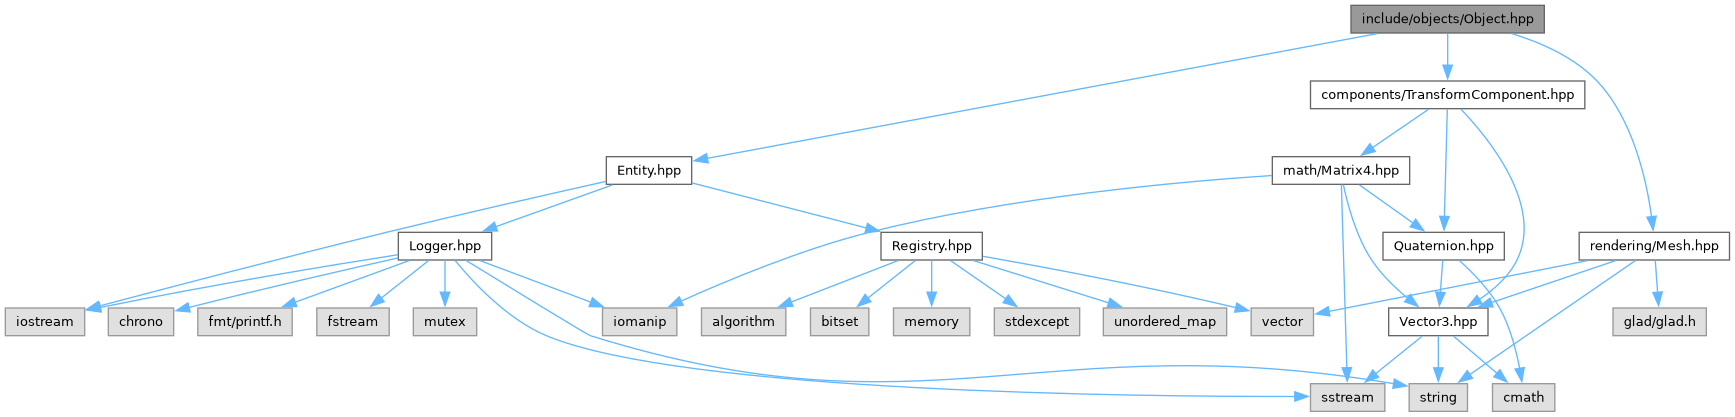 include/objects/Object.hpp
components/TransformComponent.hpp
Entity.hpp
math/Matrix4.hpp
Logger.hpp
Registry.hpp
Quaternion.hpp
rendering/Mesh.hpp
iostream
chrono
fmt/printf.h
fstream
mutex
iomanip
algorithm
bitset
memory
stdexcept
unordered_map
vector
Vector3.hpp
glad/glad.h
sstream
string
cmath